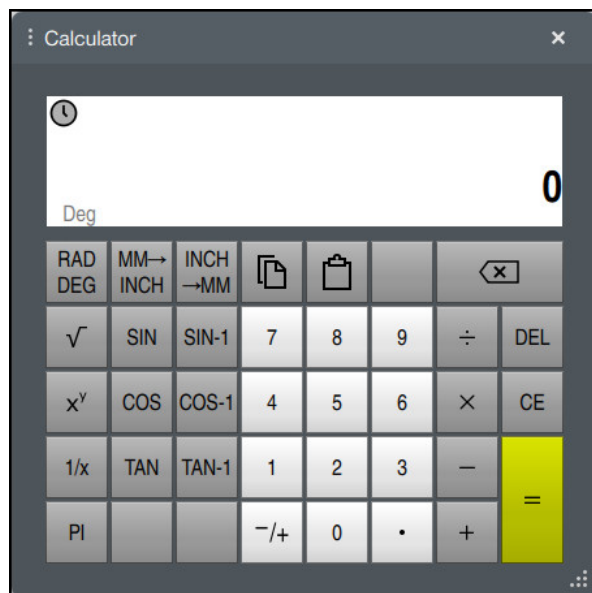 Calculator
0
Deg
RAD DEG MM→ INCH INCH →MM
√ SIN SIN-1 7 8 9 ÷ DEL
xʸ COS COS-1 4 5 6 × CE
1/x TAN TAN-1 1 2 3 − =
PI −/+ 0 • +